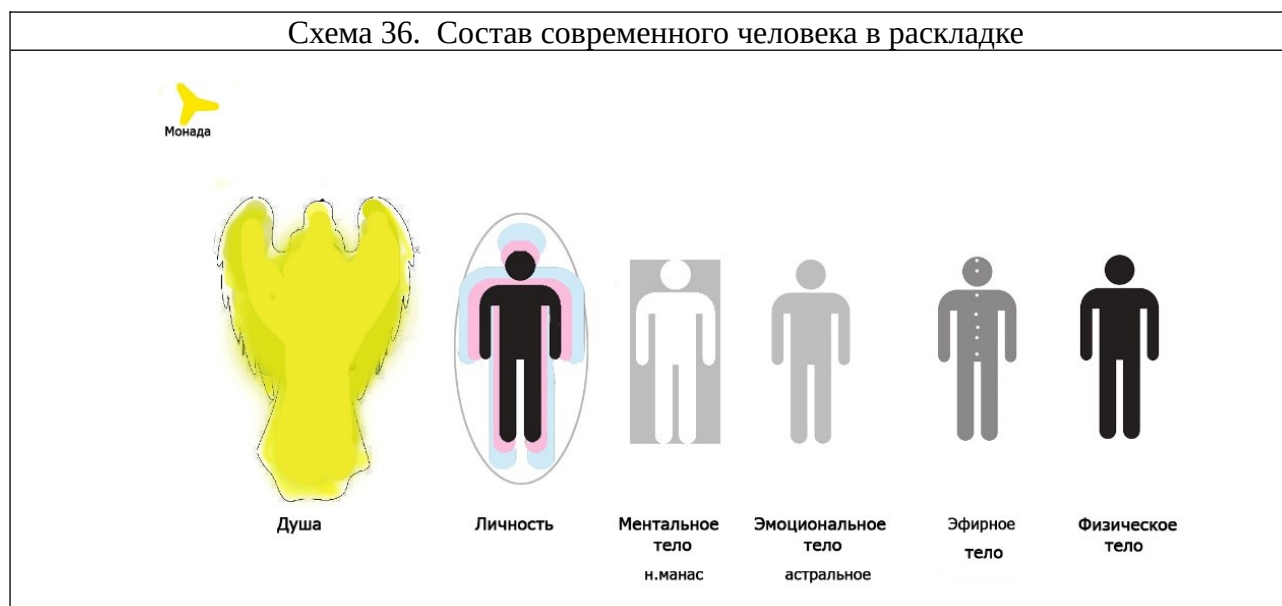 Схема 36. Состав современного человека в раскладке
Монада
Душа
Личность
Ментальное
тело
н.манас
Эмоциональное
тело
астральное
Эфирное
тело
Физическое
тело